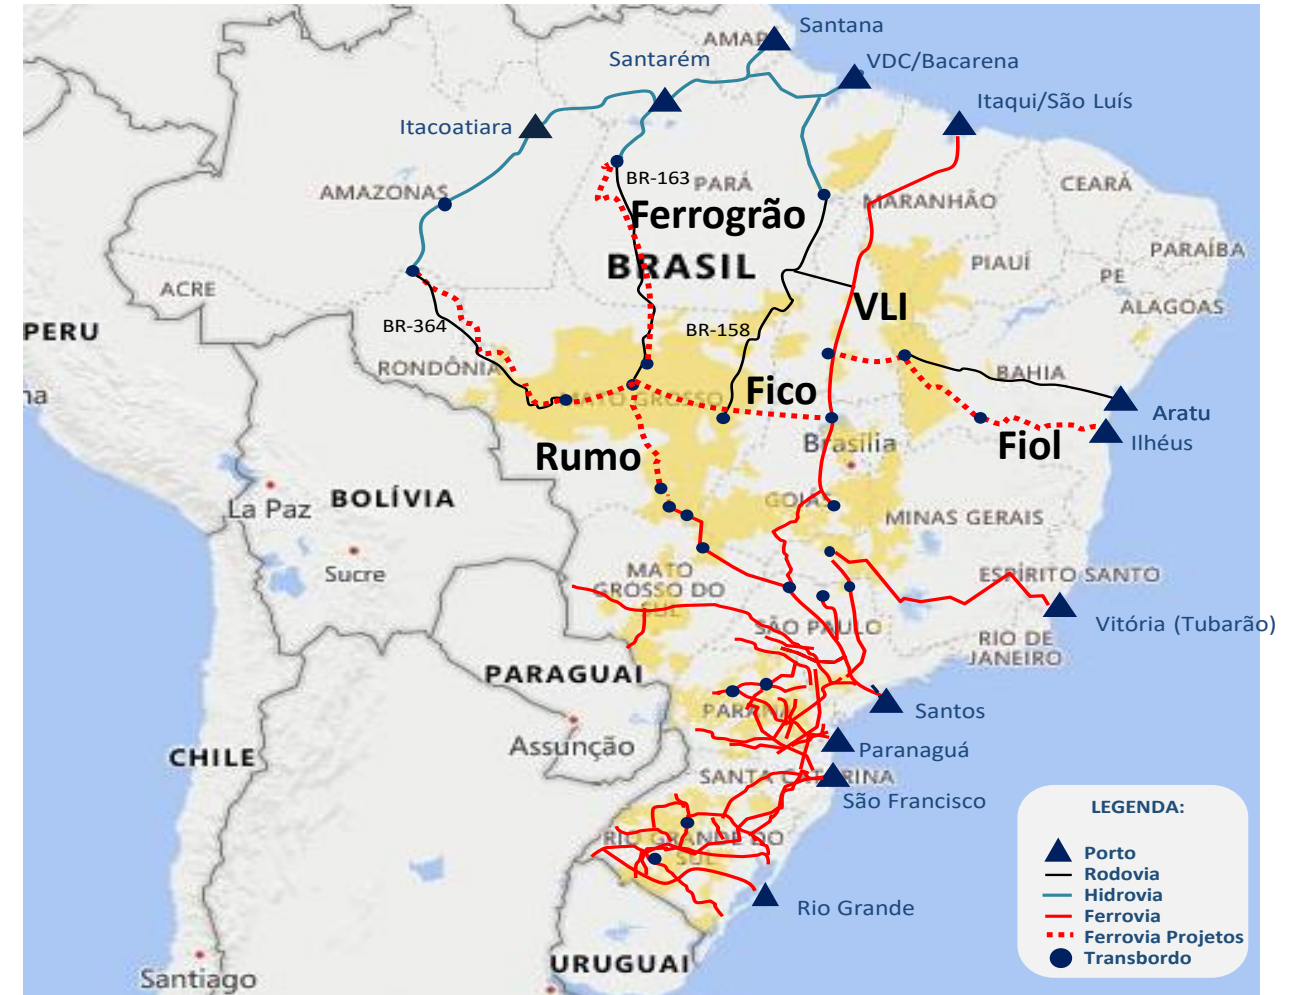 Santana
AMAP
Santarém
VDC/Bacarena
Itaqui/São Luís
Itacoatiara
BR-163
PARÁ
CEARÁ
AMAZONAS
MARANHÃO
Ferrogrão
PARAÍBA
BRASIL
PIAUÍ
PE
ACRE
ALAGOAS
VLI
PERU
BR-364
BR-158
RONDÔNIA
BAHIA
Fico
MATO GROSSO
Aratu
Brasília
Fiol
Ilhéus
Rumo
BOLÍVIA
GOIÁS
La Paz
MINAS GERAIS
Sucre
MATO
GROSSO DO
SUL
ESPÍRITO SANTO
Vitória (Tubarão)
SÃO PAULO
RIO DE
JANEIRO
PARAGUAI
PARANÁ
Santos
Assunção
Paranaguá
CHILE
SANTA CATARINA
São Francisco
LEGENDA:
RIO GRANDE DO
SUL
Porto
Rodovia
Hidrovia
Rio Grande
Ferrovia
Ferrovia Projetos
Transbordo
URUGUAI
Santiago